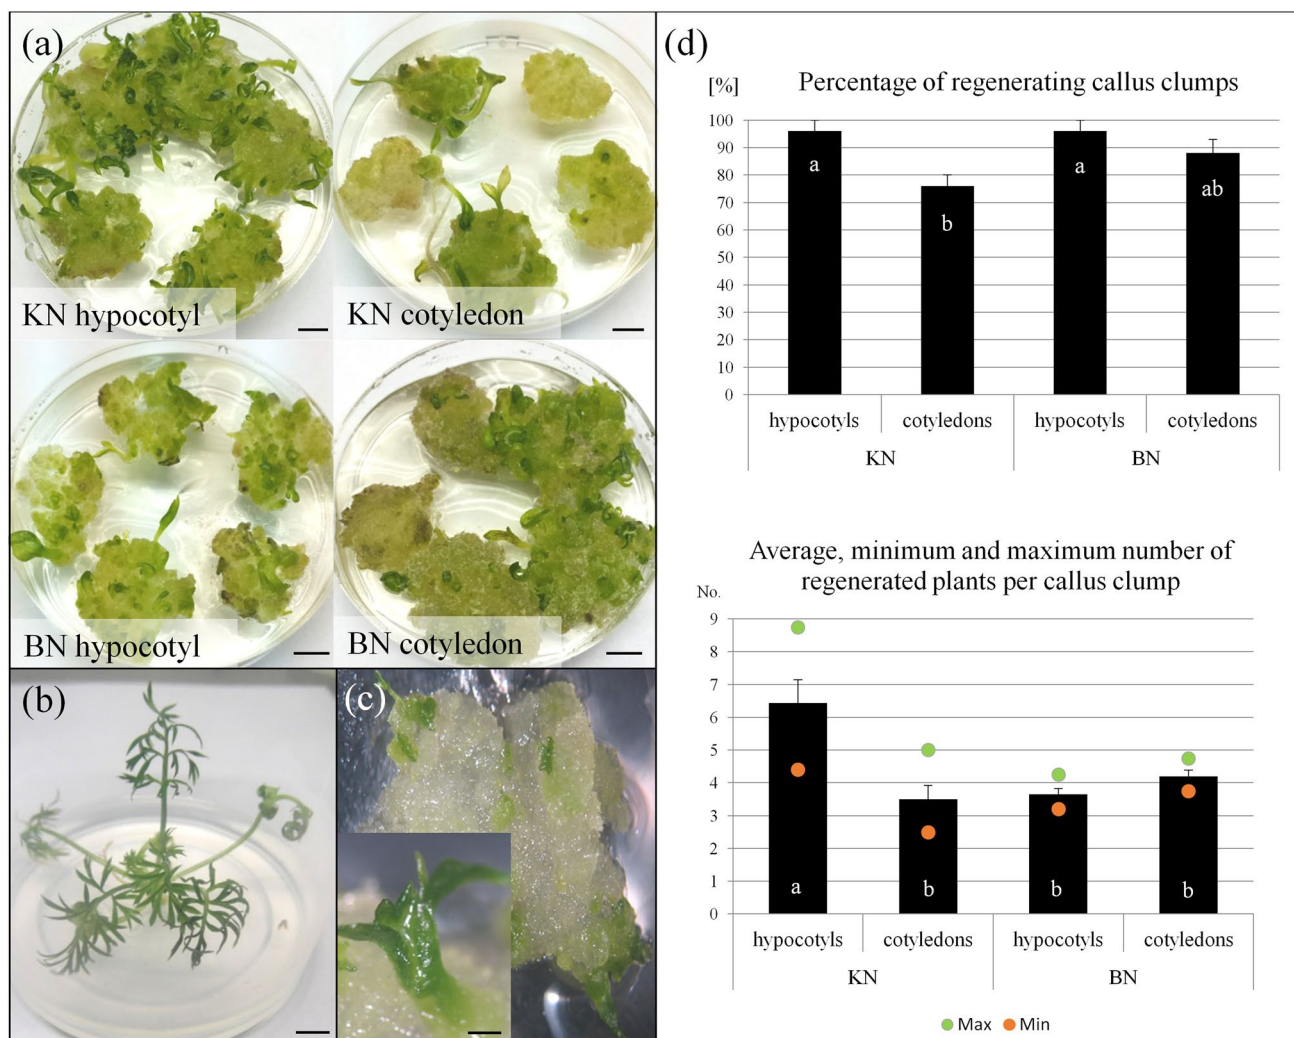 (a)
KN hypocotyl
KN cotyledon
BN hypocotyl
BN cotyledon
(b)
(c)
(d)
Percentage of regenerating callus clumps
[%]
100
90
80
70
60
50
40
30
20
10
0
a
b
a
ab
hypocotyls
cotyledons
hypocotyls
cotyledons
KN
BN
Average, minimum and maximum number of
regenerated plants per callus clump
No.
9
8
7
6
5
4
3
2
1
0
a
b
b
b
hypocotyls
cotyledons
hypocotyls
cotyledons
KN
BN
Max
Min